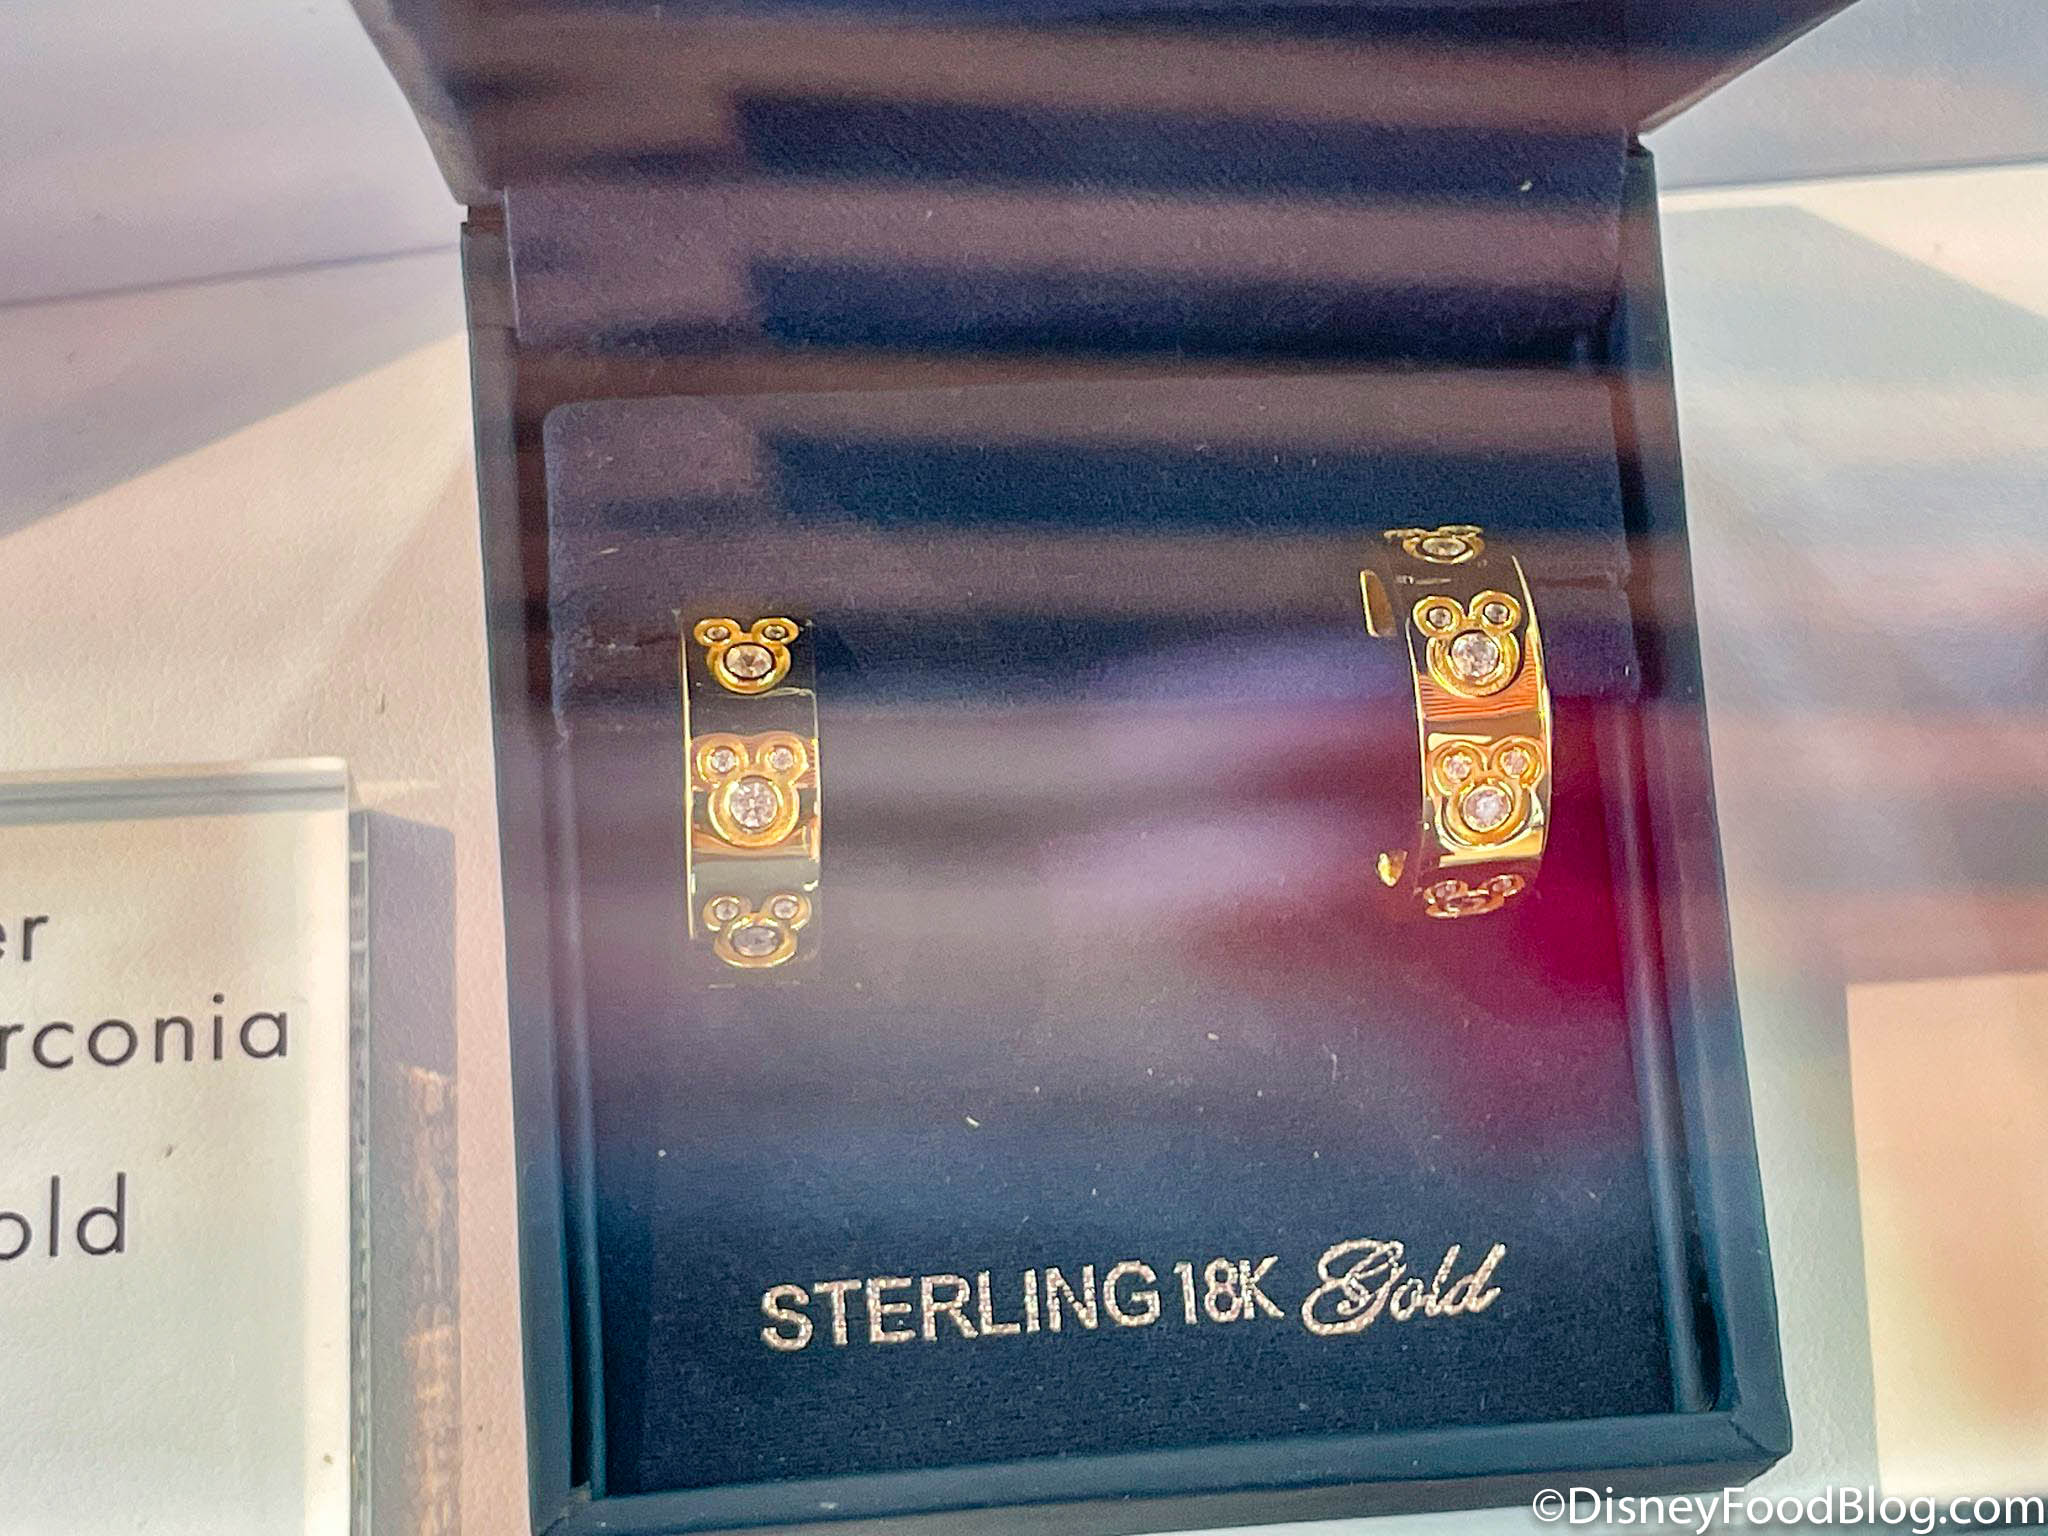 er
rconia
old
STERLING 18K Gold
©DisneyFoodBlog.com